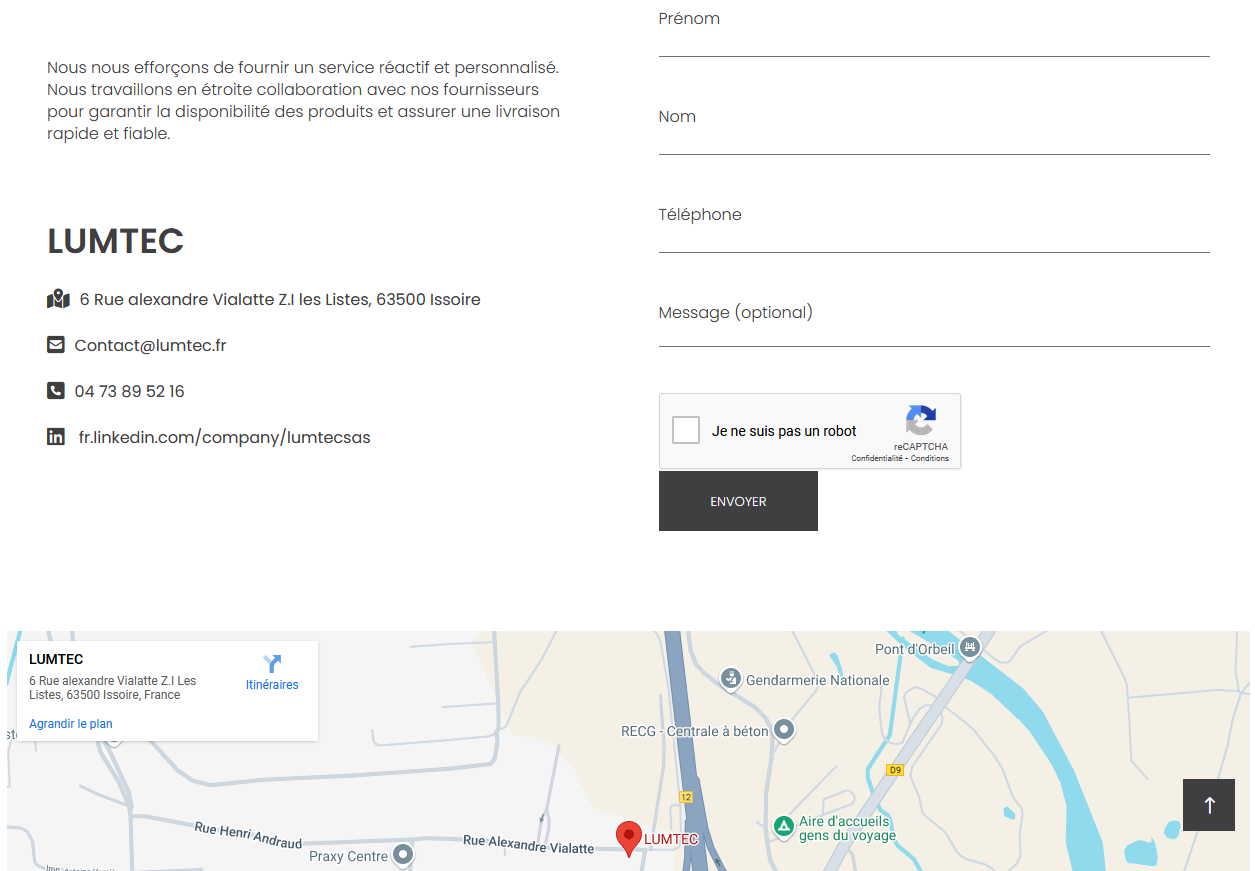 Nous nous efforçons de fournir un service réactif et personnalisé.
Nous travaillons en étroite collaboration avec nos fournisseurs
pour garantir la disponibilité des produits et assurer une livraison
rapide et fiable.
LUMTEC
6 Rue alexandre Vialatte Z.I les Listes, 63500 Issoire
Contact@lumtec.fr
04 73 89 52 16
fr.linkedin.com/company/lumtecsas
Prénom
Nom
Téléphone
Message (optional)
Je ne suis pas un robot
reCAPTCHA
Confidentialité - Conditions
ENVOYER
LUMTEC
6 Rue alexandre Vialatte Z.I Les
Listes, 63500 Issoire, France
Itinéraires
Agrandir le plan
Pont d'Orbeil
Gendarmerie Nationale
RECG - Centrale à béton
D9
12
Aire d'accueils
gens du voyage
LUMTEC
Rue Henri Andraud
Rue Alexandre Vialatte
Praxy Centre